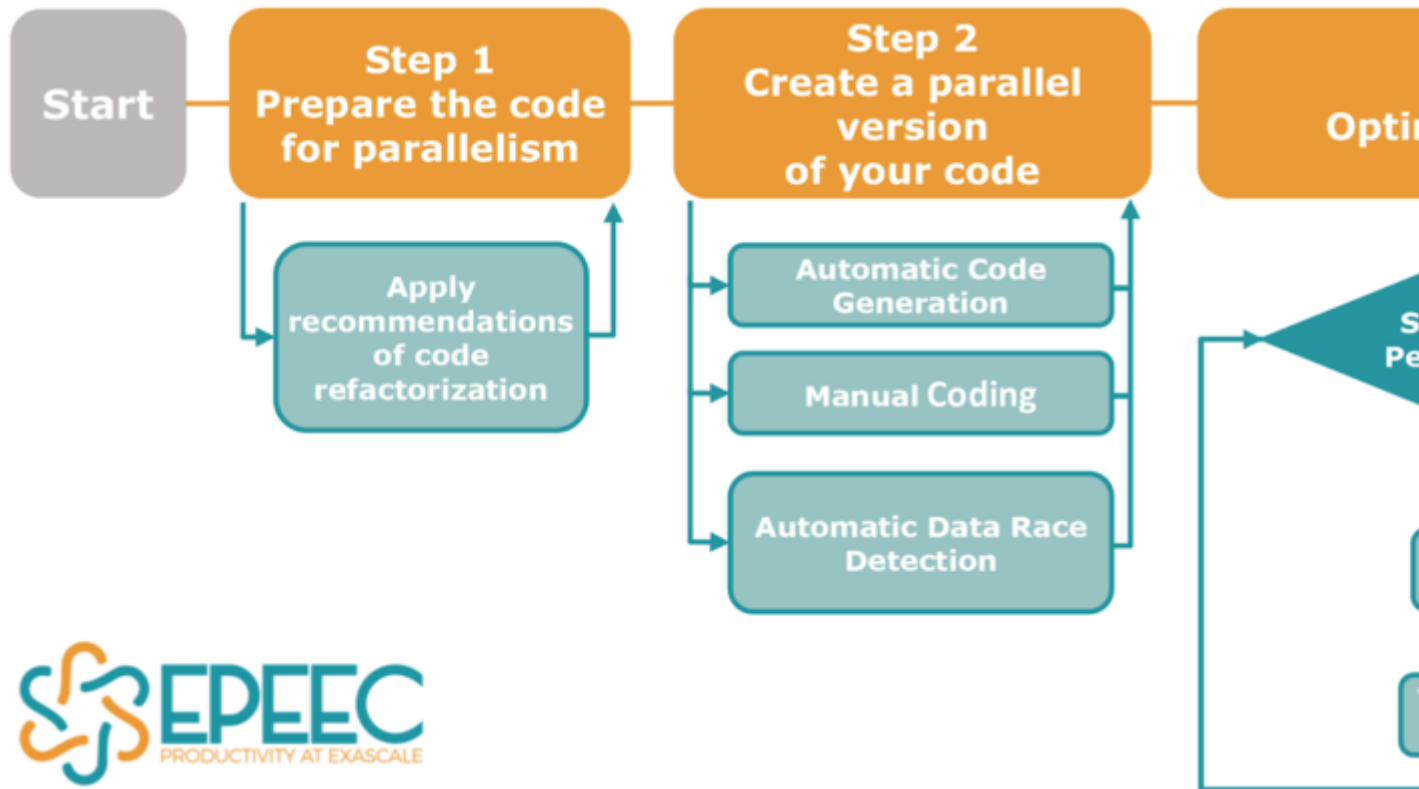 Start
Step 1
Prepare the code
for parallelism
Step 2
Create a parallel
version
of your code
Apply
recommendations
of code
refactorization
Automatic Code
Generation
Manual Coding
Automatic Data Race
Detection
EPEEC
PRODUCTIVITY AT EXASCALE